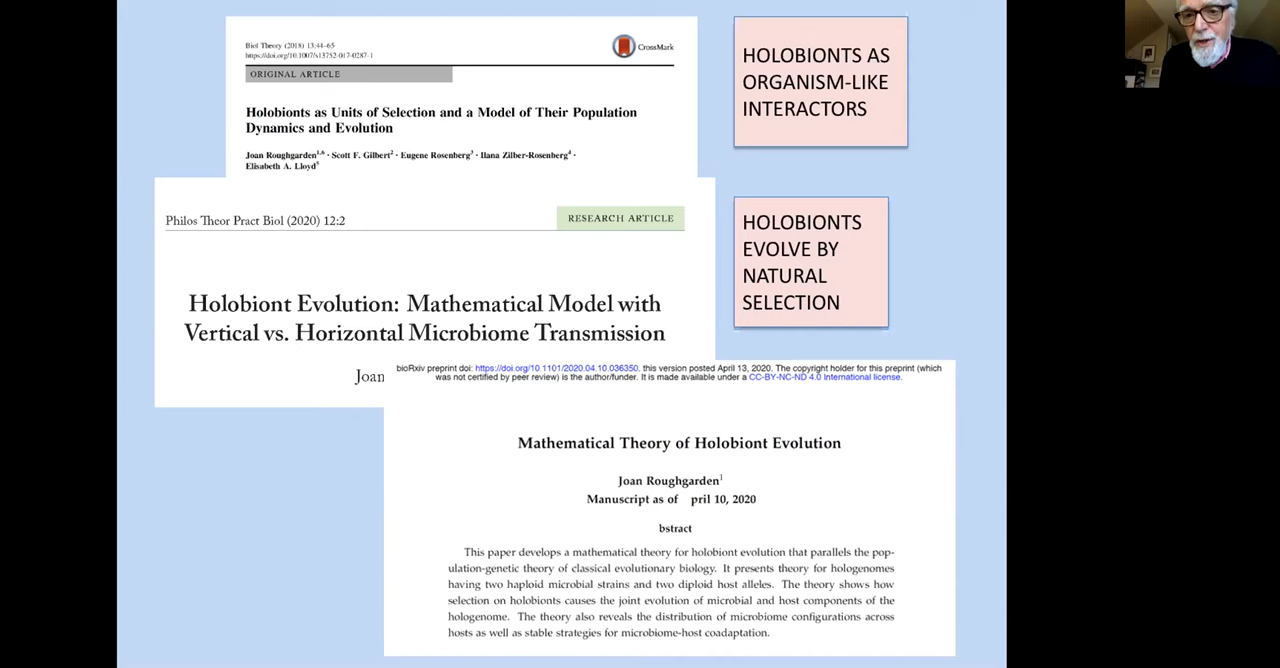 Biol Theory (2018) 13:44–65
https://doi.org/10.1007/s13752-017-0287-1
CrossMark
ORIGINAL ARTICLE
Holobionts as Units of Selection and a Model of Their Population
Dynamics and Evolution
Joan Roughgarden1,6 · Scott F. Gilbert2 · Eugene Rosenberg3 · Ilana Zilber-Rosenberg4 ·
Elisabeth A. Lloyd5
HOLOBIONTS AS
ORGANISM-LIKE
INTERACTORS
Philos Theor Pract Biol (2020) 12:2
RESEARCH ARTICLE
Holobiont Evolution: Mathematical Model with
Vertical vs. Horizontal Microbiome Transmission
Joan
HOLOBIONTS
EVOLVE BY
NATURAL
SELECTION
bioRxiv preprint doi: https://doi.org/10.1101/2020.04.10.036350. this version posted April 13, 2020. The copyright holder for this preprint (which
was not certified by peer review) is the author/funder. It is made available under a CC-BY-NC-ND 4.0 International license.
Mathematical Theory of Holobiont Evolution
Joan Roughgarden1
Manuscript as of pril 10, 2020
bstract
This paper develops a mathematical theory for holobiont evolution that parallels the pop-
ulation-genetic theory of classical evolutionary biology. It presents theory for hologenomes
having two haploid microbial strains and two diploid host alleles. The theory shows how
selection on holobionts causes the joint evolution of microbial and host components of the
hologenome. The theory also reveals the distribution of microbiome configurations across
hosts as well as stable strategies for microbiome-host coadaptation.